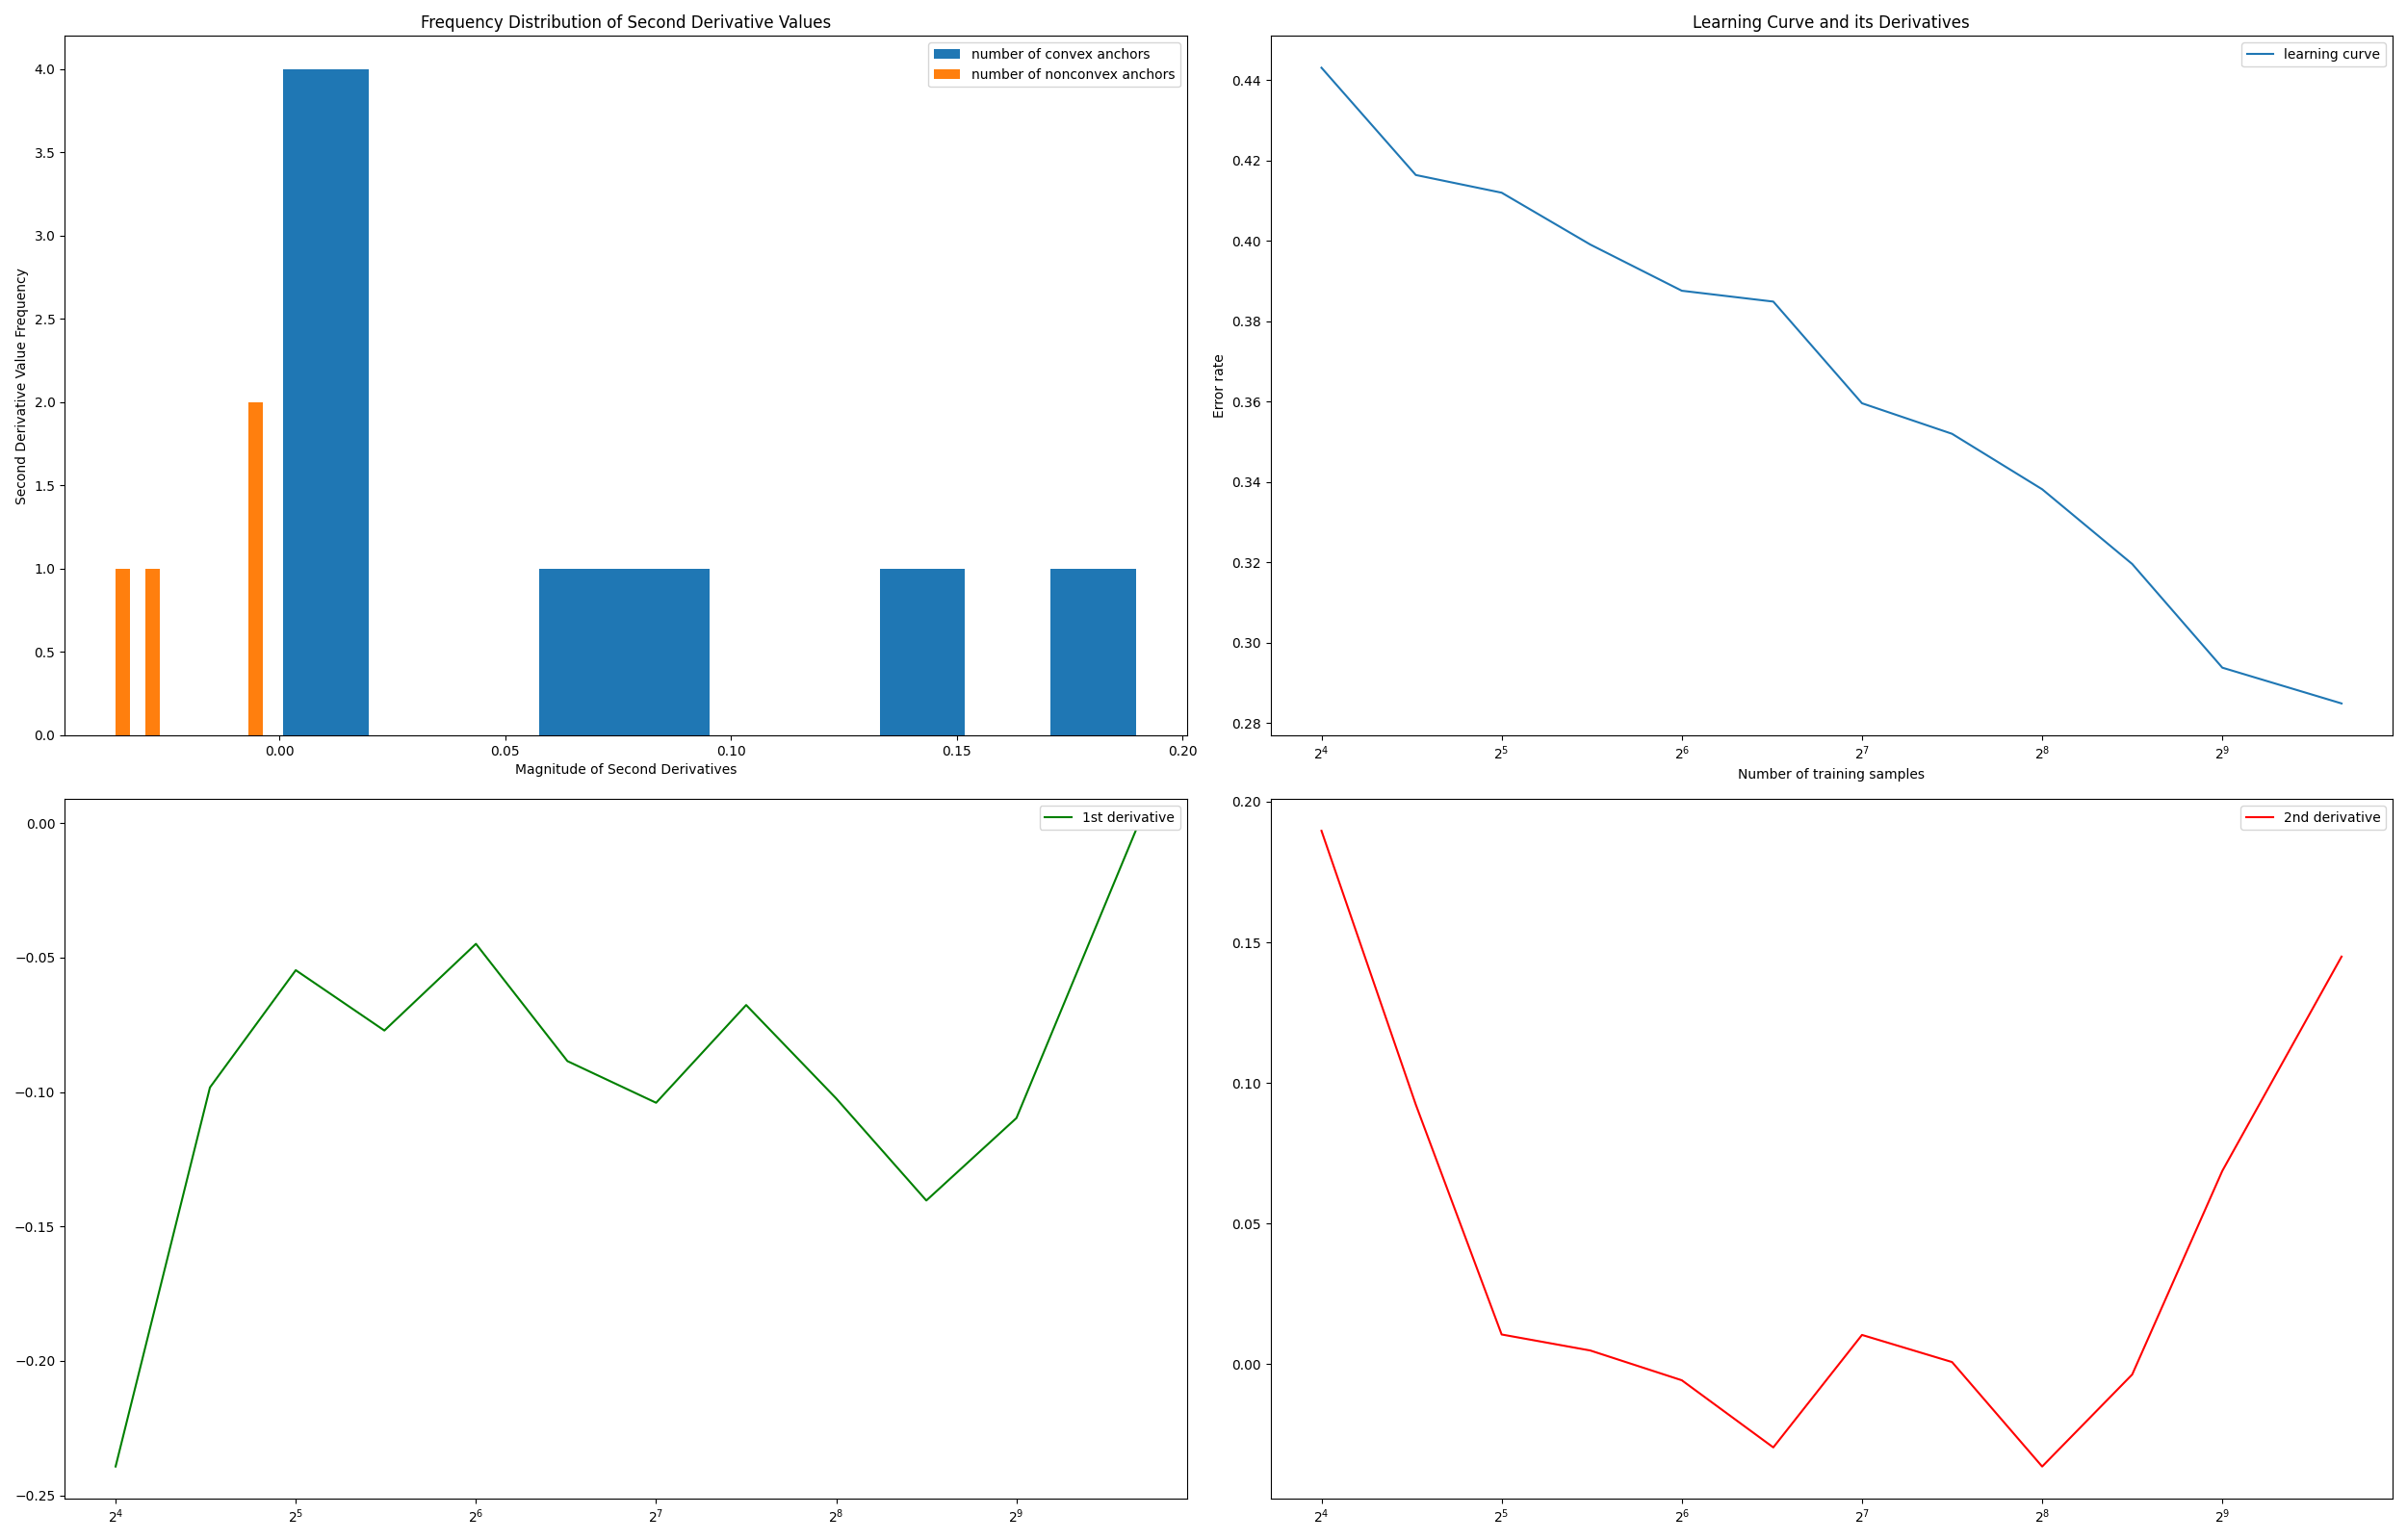 Frequency Distribution of Second Derivative Values
number of convex anchors
number of nonconvex anchors
Second Derivative Value Frequency
4.0
3.5
3.0
2.5
2.0
1.5
1.0
0.5
0.0
0.00 0.05 0.10 0.15 0.20
Magnitude of Second Derivatives
Learning Curve and its Derivatives
learning curve
Error rate
0.44
0.42
0.40
0.38
0.36
0.34
0.32
0.30
0.28
2⁴ 2⁵ 2⁶ 2⁷ 2⁸ 2⁹
Number of training samples
1st derivative
0.00
−0.05
−0.10
−0.15
−0.20
−0.25
2⁴ 2⁵ 2⁶ 2⁷ 2⁸ 2⁹
2nd derivative
0.20
0.15
0.10
0.05
0.00
2⁴ 2⁵ 2⁶ 2⁷ 2⁸ 2⁹